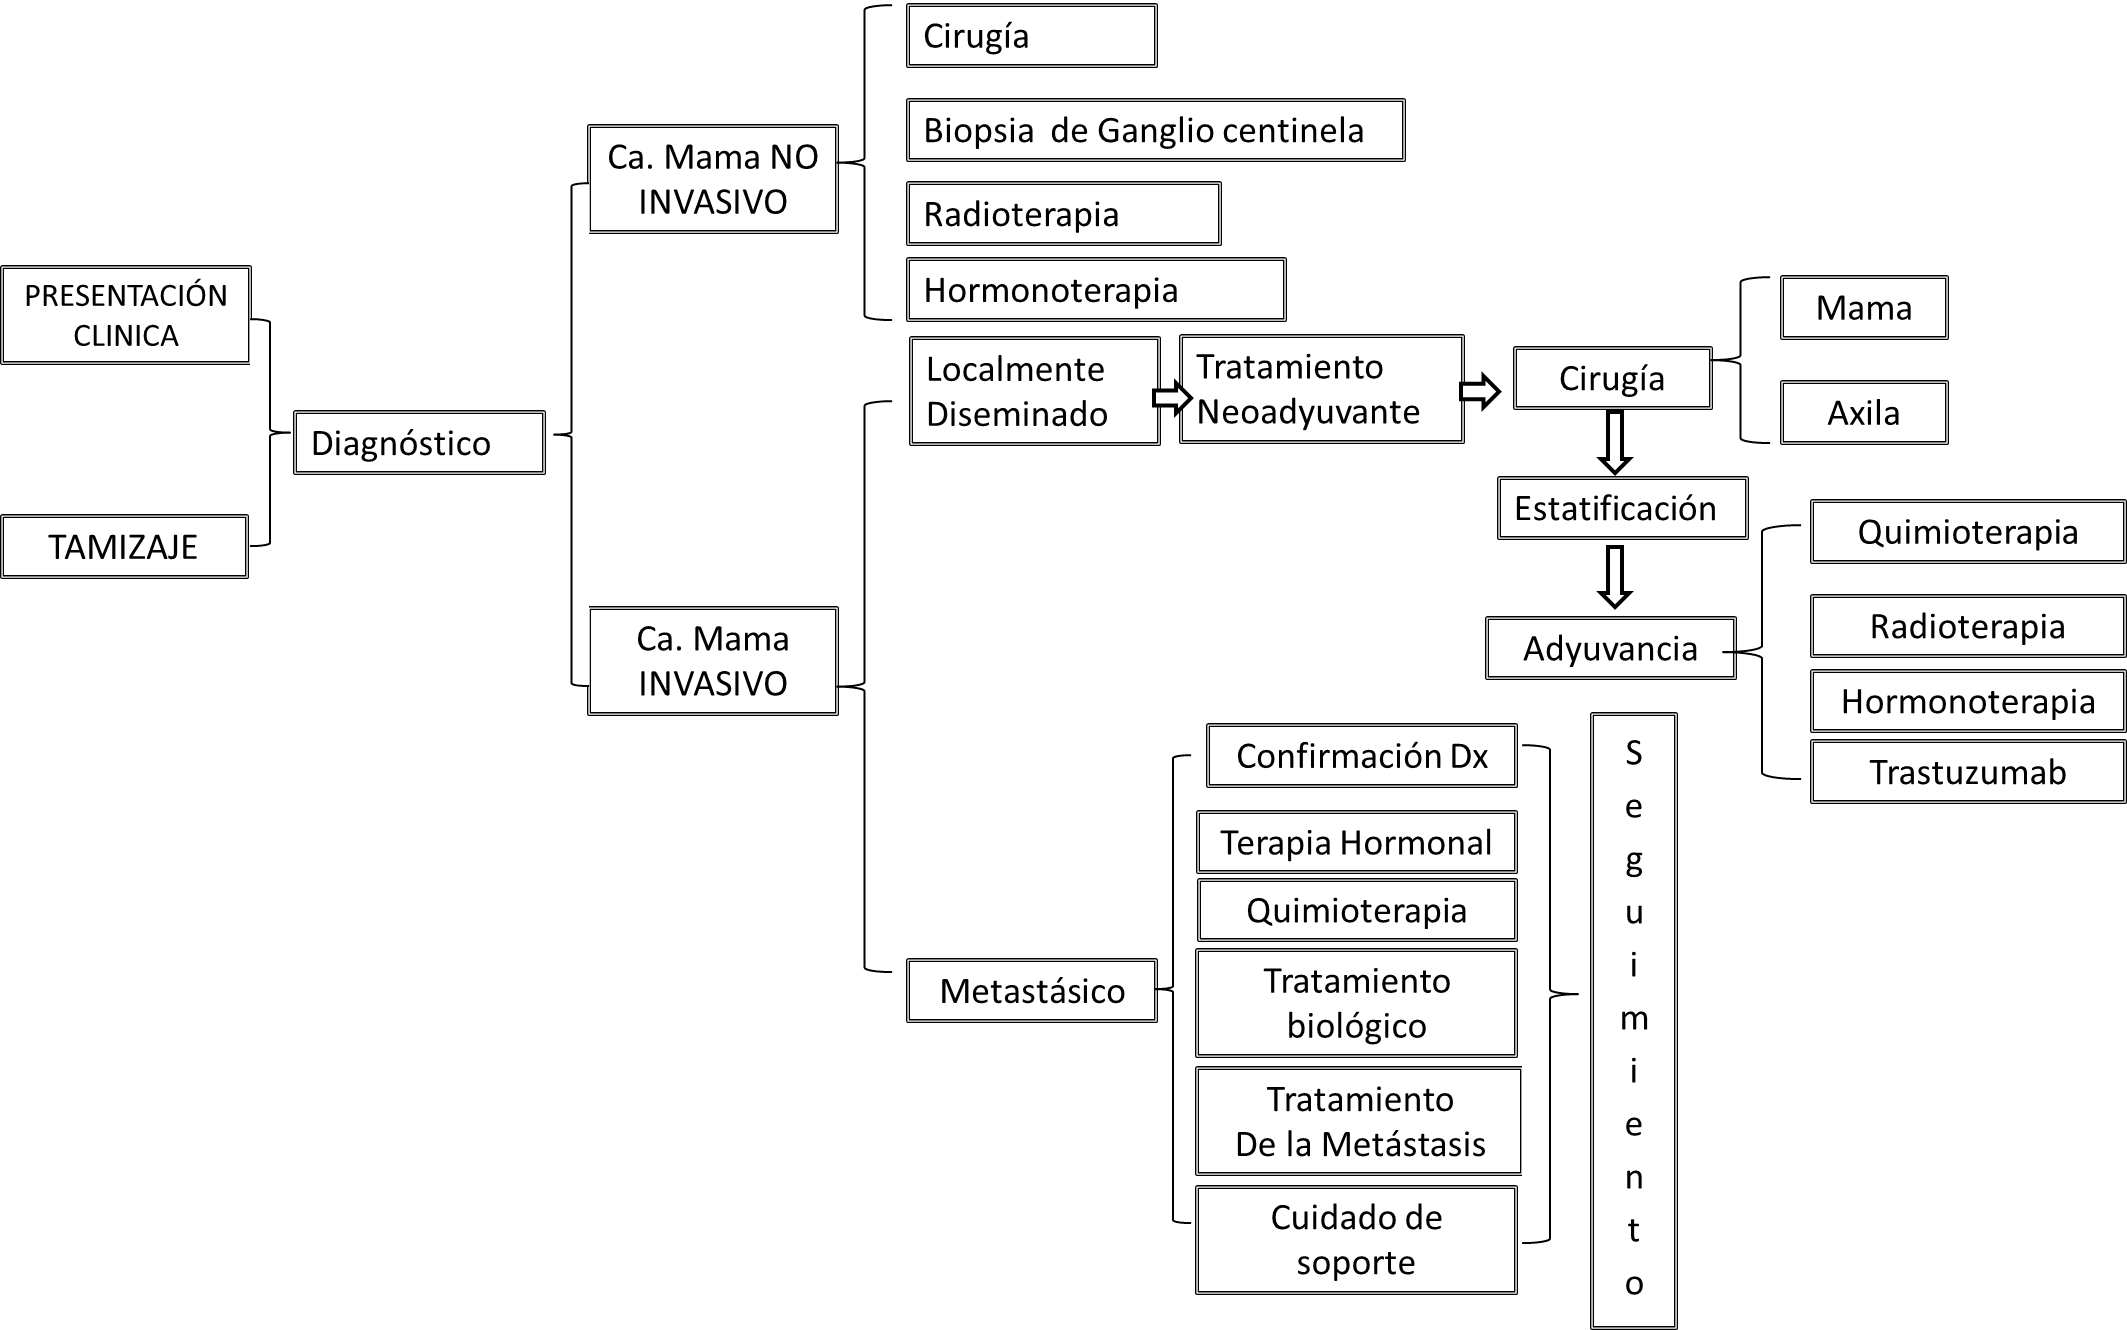 PRESENTACIÓN
CLINICA
TAMIZAJE
Diagnóstico
Ca. Mama NO
INVASIVO
Cirugía
Biopsia  de Ganglio centinela
Radioterapia
Hormonoterapia
Ca. Mama
INVASIVO
Localmente
Diseminado
Tratamiento
Neoadyuvante
Cirugía
Mama
Axila
Estatificación
Adyuvancia
Quimioterapia
Radioterapia
Hormonoterapia
Trastuzumab
Metastásico
Confirmación Dx
Terapia Hormonal
Quimioterapia
Tratamiento
biológico
Tratamiento
De la Metástasis
Cuidado de
soporte
S
e
g
u
i
m
i
e
n
t
o